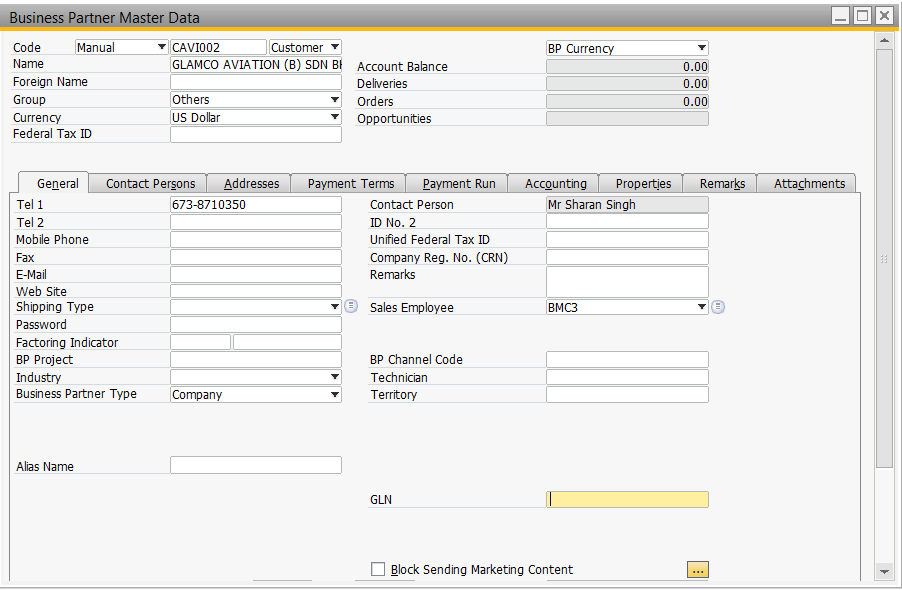 Business Partner Master Data
Code Manual CAVI002 Customer BP Currency
Name GLAMCO AVIATION (B) SDN Account Balance 0.00
Foreign Name Deliveries 0.00
Group Others Orders 0.00
Currency US Dollar Opportunities
Federal Tax ID
General Contact Persons Addresses Payment Terms Payment Run Accounting Properties Remarks Attachments
Tel 1 673-8710350 Contact Person Mr Sharan Singh
Tel 2 ID No. 2
Mobile Phone Unified Federal Tax ID
Fax Company Reg. No. (CRN)
E-Mail Remarks
Web Site
Shipping Type Sales Employee BMC3
Password
Factoring Indicator
BP Project BP Channel Code
Industry Technician
Business Partner Type Company Territory
Alias Name
GLN
Block Sending Marketing Content ...